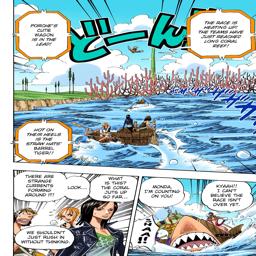 PORCHE'S
CUTE
WAGON
IS IN
THE LEAD!
どーん!!
THE RACE IS
HEATING UP!
THE TEAMS HAVE
JUST REACHED
LONG CORAL
REEF!
HOT ON
THEIR HEELS
IS THE
STRAW HATS'
BARREL
TIGER!!
THERE ARE
STRANGE
CURRENTS
FORMING
AROUND IT!
LOOK...
WE SHOULDN'T
JUST RUSH IN
WITHOUT
THINKING.
WHAT IS
THIS?
THE CORAL
JUTS UP
SO FAR...
MONDA,
I'M COUNTING
ON YOU!
KYAAH!!
I CAN'T
BELIEVE
THE RACE
ISN'T OVER
YET!